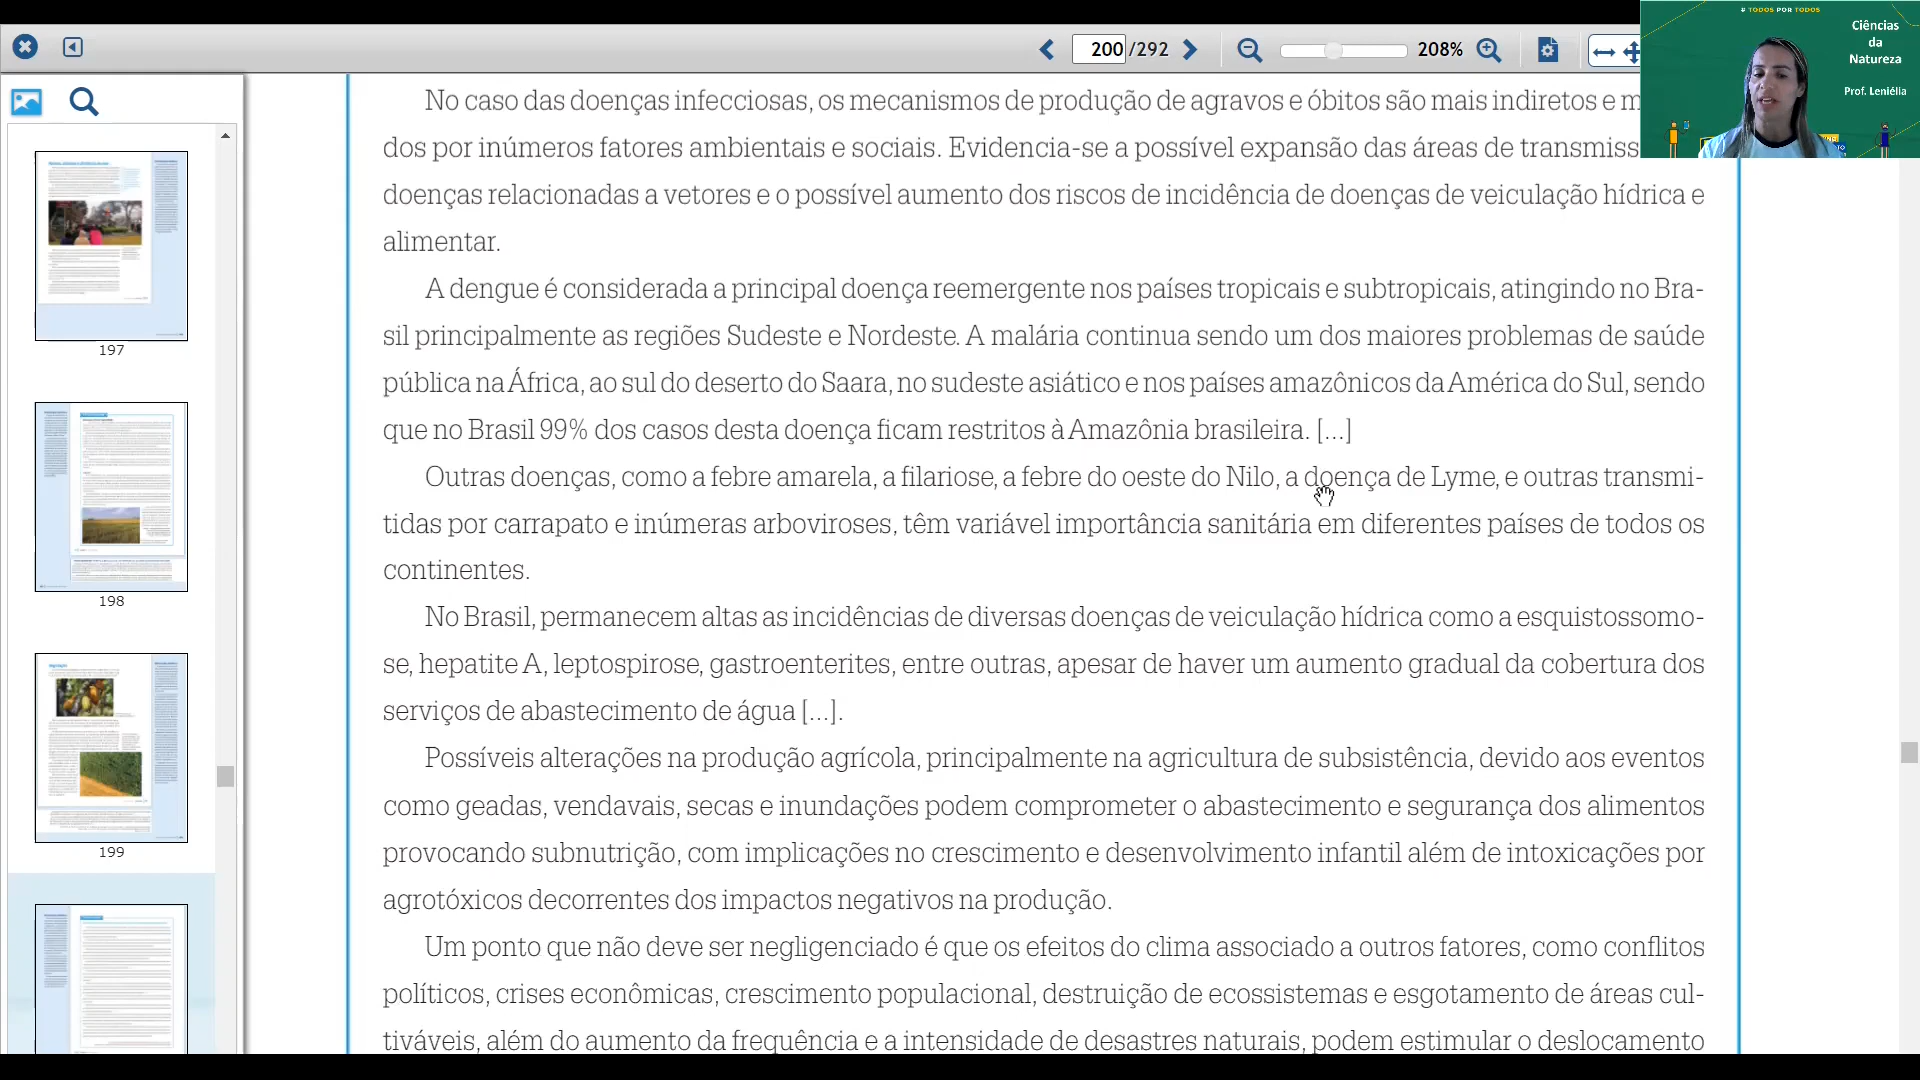 200 /292
208%
# TODOS POR TODOS
Ciências
da
Natureza
Prof. Leniélia
197
198
199
No caso das doenças infecciosas, os mecanismos de produção de agravos e óbitos são mais indiretos e m
dos por inúmeros fatores ambientais e sociais. Evidencia-se a possível expansão das áreas de transmiss
doenças relacionadas a vetores e o possível aumento dos riscos de incidência de doenças de veiculação hídrica e
alimentar.
A dengue é considerada a principal doença reemergente nos países tropicais e subtropicais, atingindo no Bra-
sil principalmente as regiões Sudeste e Nordeste. A malária continua sendo um dos maiores problemas de saúde
pública na África, ao sul do deserto do Saara, no sudeste asiático e nos países amazônicos da América do Sul, sendo
que no Brasil 99% dos casos desta doença ficam restritos à Amazônia brasileira. [...]
Outras doenças, como a febre amarela, a filariose, a febre do oeste do Nilo, a doença de Lyme, e outras transmi-
tidas por carrapato e inúmeras arboviroses, têm variável importância sanitária em diferentes países de todos os
continentes.
No Brasil, permanecem altas as incidências de diversas doenças de veiculação hídrica como a esquistossomo-
se, hepatite A, leptospirose, gastroenterites, entre outras, apesar de haver um aumento gradual da cobertura dos
serviços de abastecimento de água [...].
Possíveis alterações na produção agrícola, principalmente na agricultura de subsistência, devido aos eventos
como geadas, vendavais, secas e inundações podem comprometer o abastecimento e segurança dos alimentos
provocando subnutrição, com implicações no crescimento e desenvolvimento infantil além de intoxicações por
agrotóxicos decorrentes dos impactos negativos na produção.
Um ponto que não deve ser negligenciado é que os efeitos do clima associado a outros fatores, como conflitos
políticos, crises econômicas, crescimento populacional, destruição de ecossistemas e esgotamento de áreas cul-
tiváveis, além do aumento da frequência e a intensidade de desastres naturais, podem estimular o deslocamento